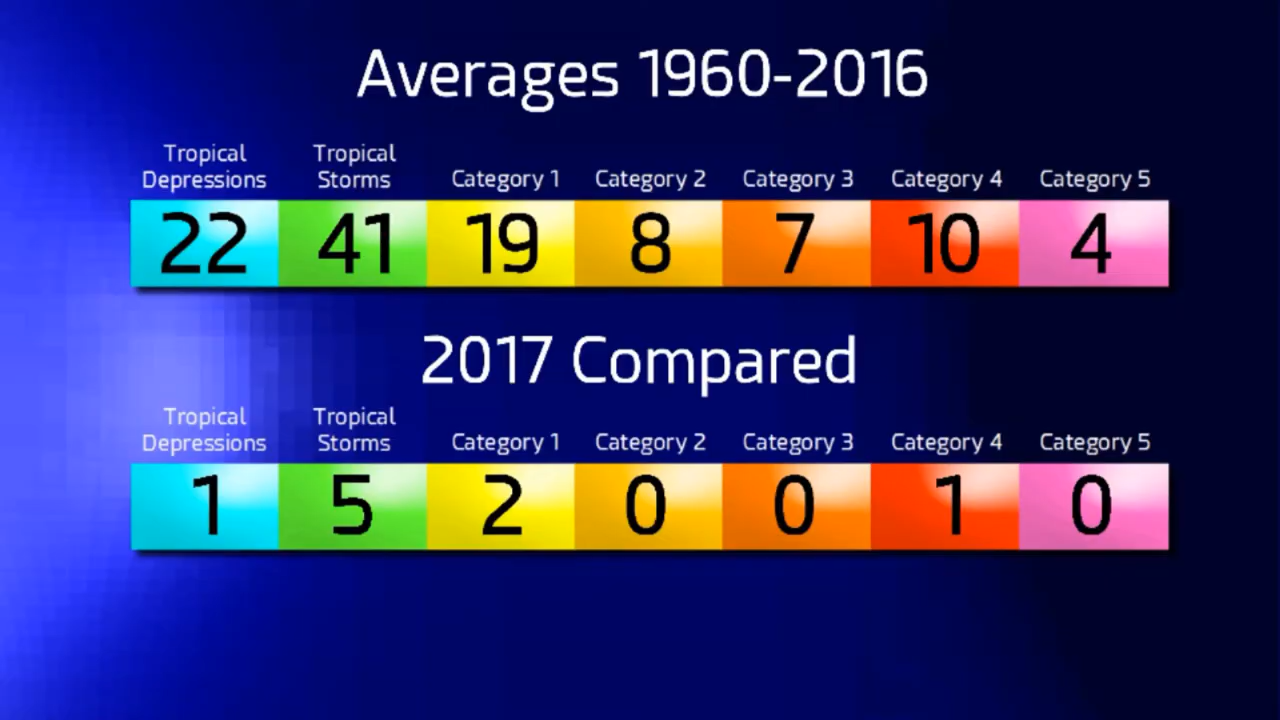 Averages 1960-2016
Tropical Depressions Tropical Storms Category 1 Category 2 Category 3 Category 4 Category 5
22 41 19 8 7 10 4
2017 Compared
Tropical Depressions Tropical Storms Category 1 Category 2 Category 3 Category 4 Category 5
1 5 2 0 0 1 0